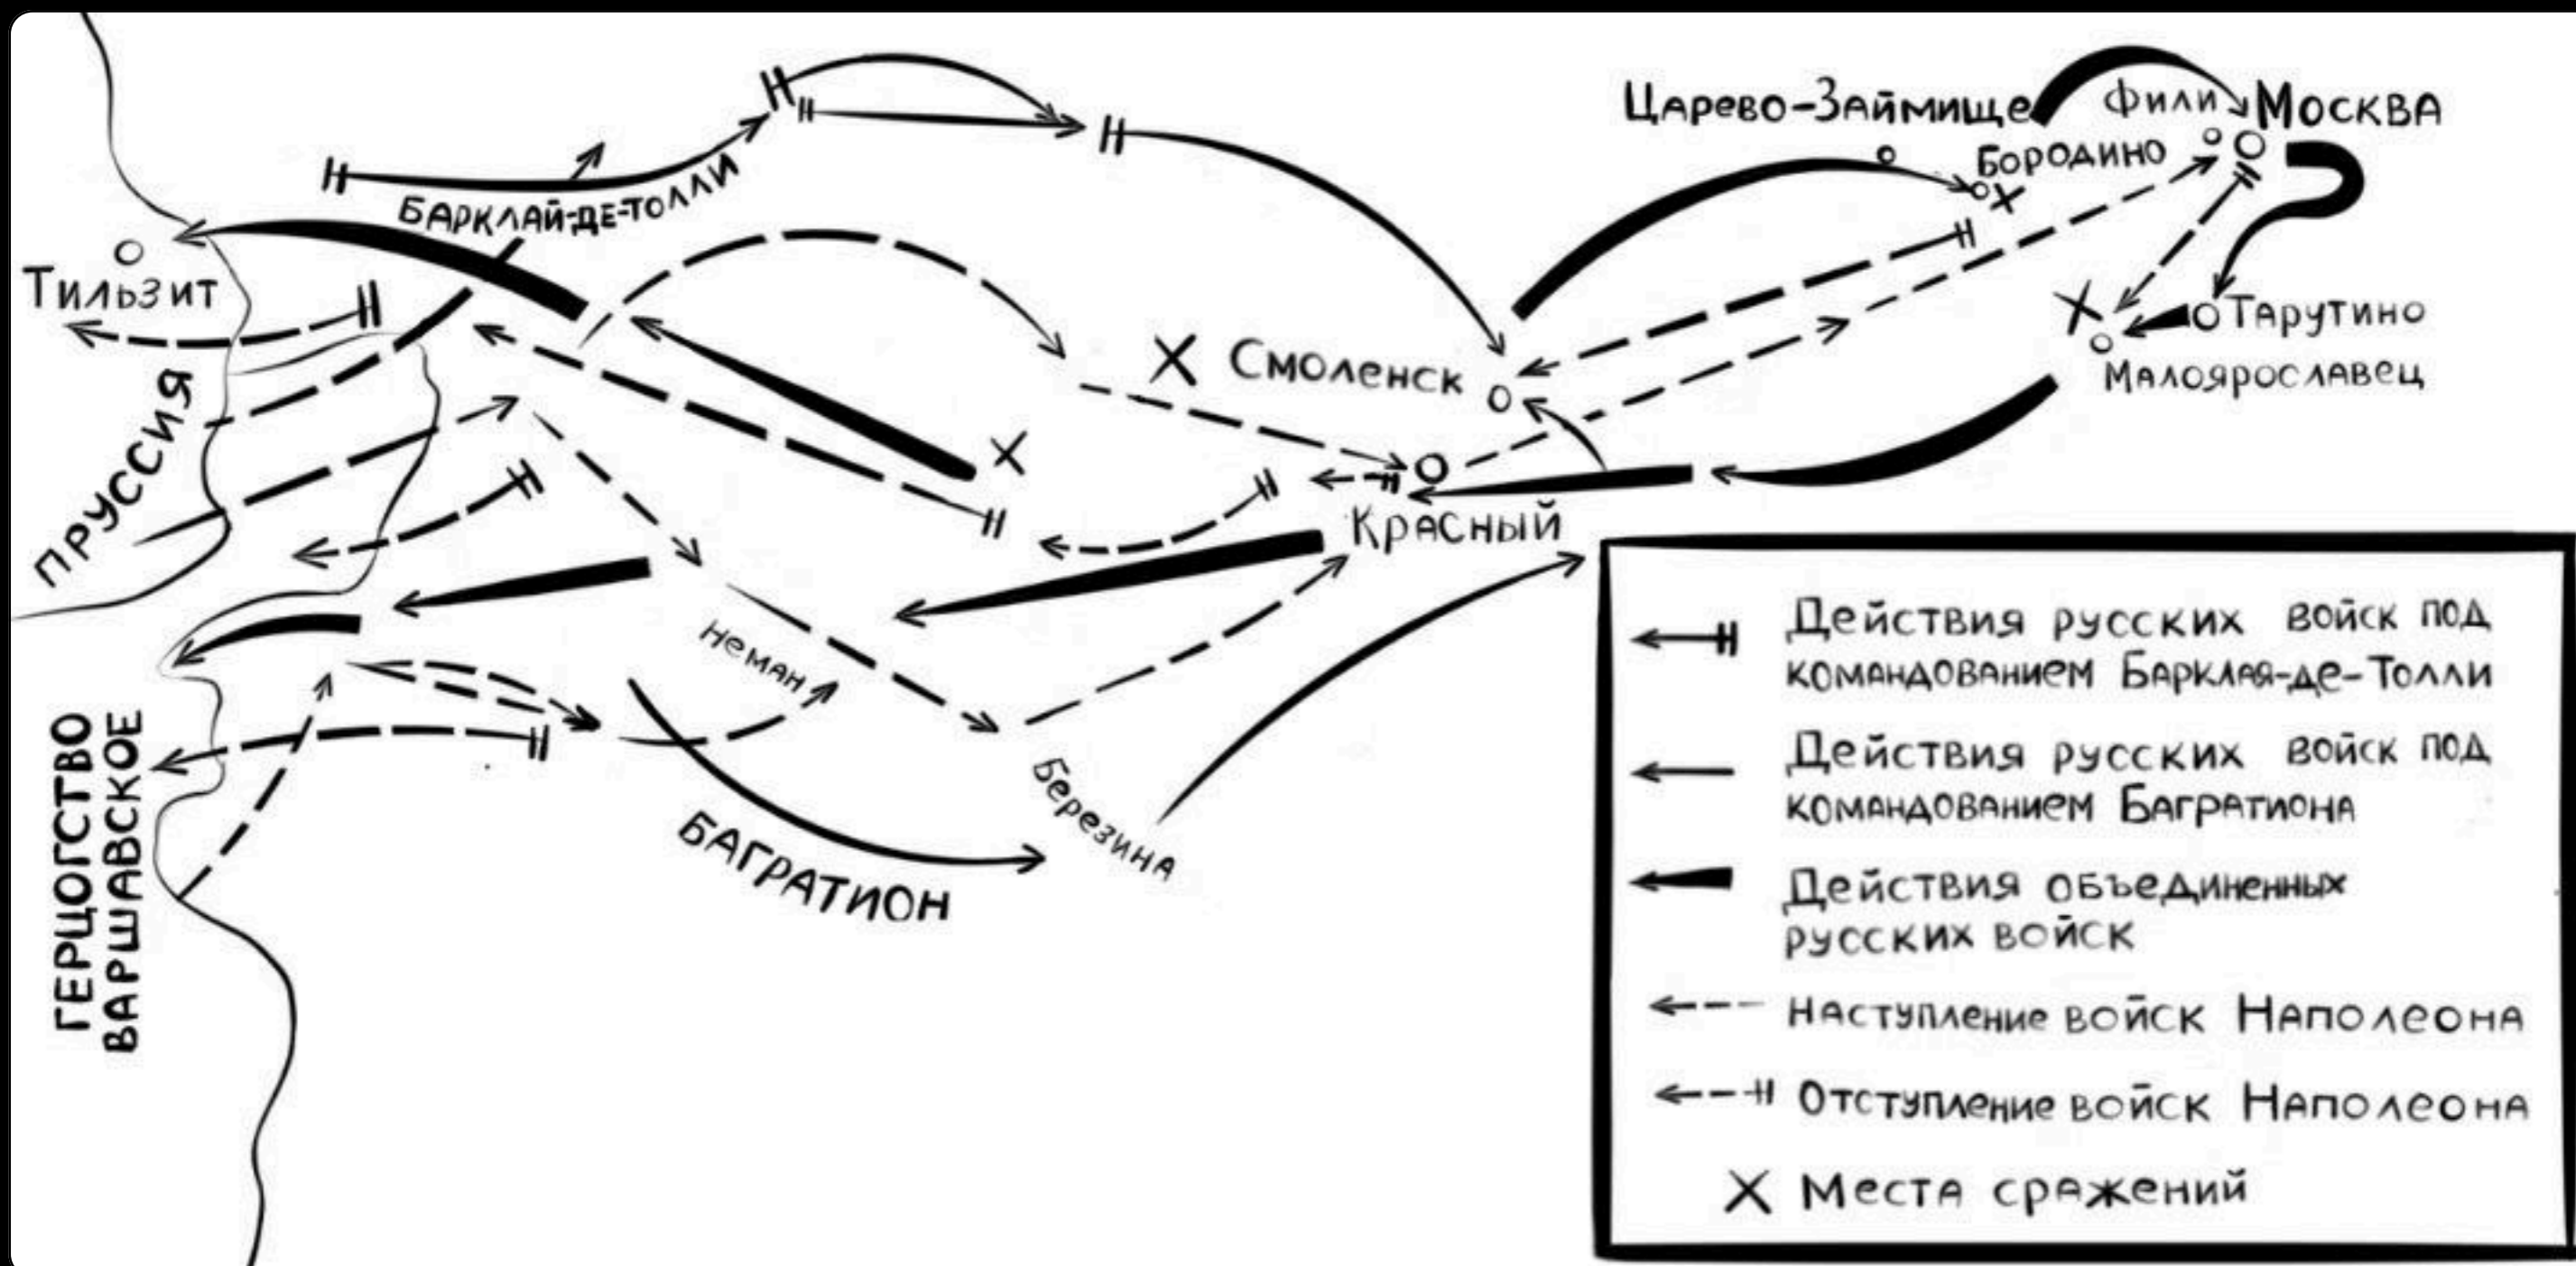 Царево-Займище
Фили
Москва
Бородино
Барклай-де-Толли
Тильзит
Смоленск
Тарутино
Малоярославец
Пруссия
Красный
Неман
Березина
Багратион
Герцогство
Варшавское
Действия русских войск под
командованием Барклая-де-Толли
Действия русских войск под
командованием Багратиона
Действия объединенных
русских войск
Наступление войск Наполеона
Отступление войск Наполеона
Места сражений